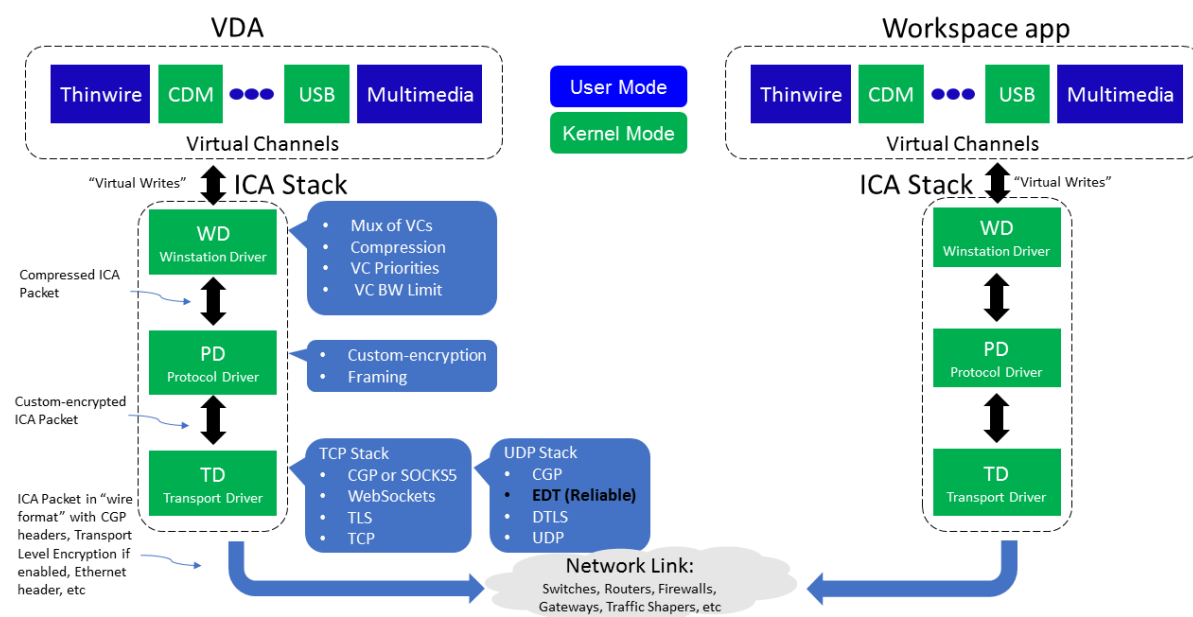 VDA
Workspace app
Thinwire
CDM
USB
Multimedia
Virtual Channels
User Mode
Kernel Mode
Thinwire
CDM
USB
Multimedia
Virtual Channels
“Virtual Writes”
ICA Stack
ICA Stack
“Virtual Writes”
WD
Winstation Driver
• Mux of VCs
• Compression
• VC Priorities
• VC BW Limit
WD
Winstation Driver
Compressed ICA
Packet
PD
Protocol Driver
• Custom-encryption
• Framing
PD
Protocol Driver
Custom-encrypted
ICA Packet
TD
Transport Driver
TCP Stack
• CGP or SOCKS5
• WebSockets
• TLS
• TCP
UDP Stack
• CGP
• EDT (Reliable)
• DTLS
• UDP
TD
Transport Driver
ICA Packet in “wire
format” with CGP
headers, Transport
Level Encryption if
enabled, Ethernet
header, etc
Network Link:
Switches, Routers, Firewalls,
Gateways, Traffic Shapers, etc